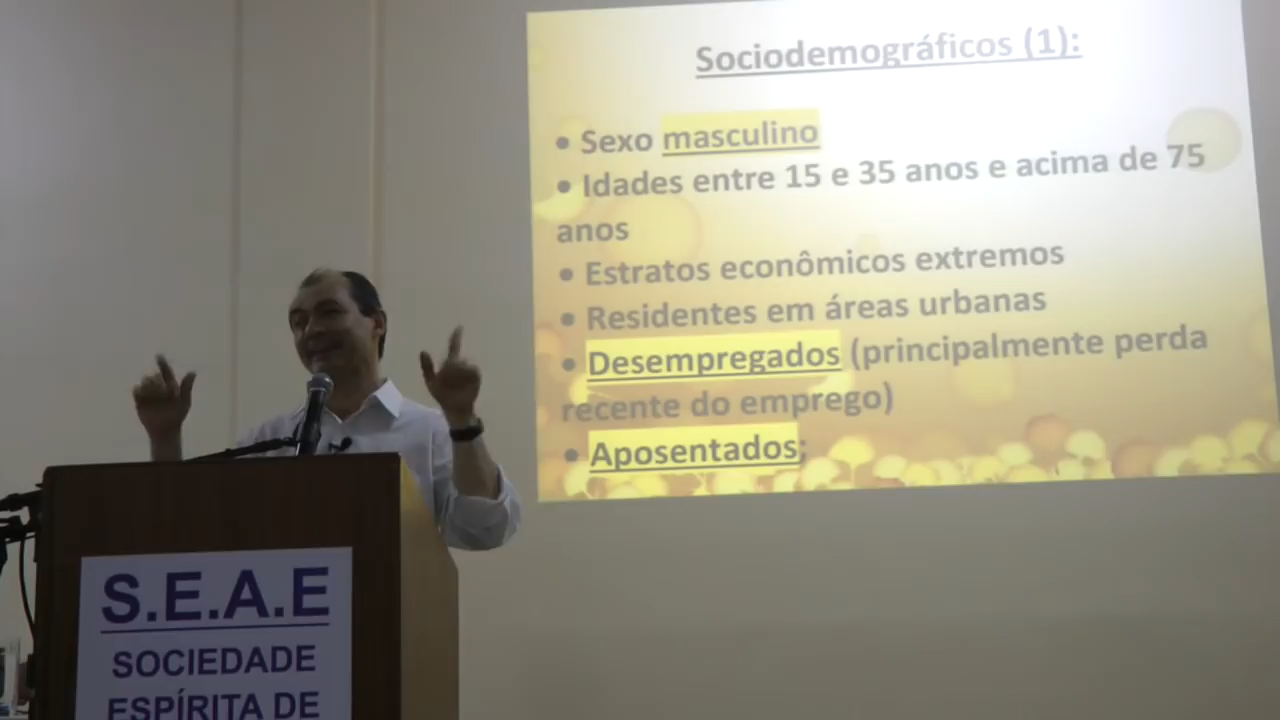 Sociodemográficos (1):
• Sexo masculino
• Idades entre 15 e 35 anos e acima de 75
anos
• Estratos econômicos extremos
• Residentes em áreas urbanas
• Desempregados (principalmente perda
recente do emprego)
• Aposentados;
S.E.A.E
SOCIEDADE
ESPÍRITA DE